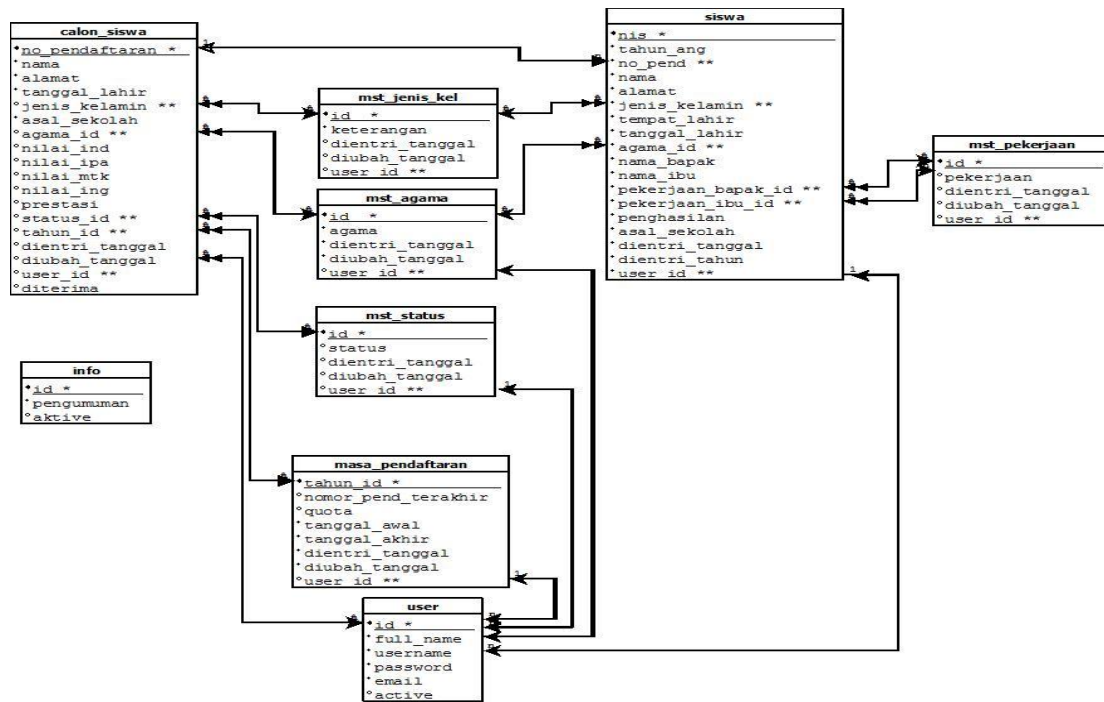 calon_siswa
no_pendaftaran *
nama
alamat
tanggal_lahir
jenis_kelamin **
asal_sekolah
agama_id **
nilai_ind
nilai_ipa
nilai_mtk
nilai_ing
prestasi
status_id **
tahun_id **
dientri_tanggal
diubah_tanggal
user_id **
diterima
mst_jenis_kel
id *
keterangan
dientri_tanggal
diubah_tanggal
user_id **
mst_agama
id *
agama
dientri_tanggal
diubah_tanggal
user_id **
mst_status
id *
status
dientri_tanggal
diubah_tanggal
user_id **
masa_pendaftaran
tahun_id *
nomor_pend_terakhir
quota
tanggal_awal
tanggal_akhir
dientri_tanggal
diubah_tanggal
user_id **
user
id *
full_name
username
password
email
active
siswa
nis *
tahun_ang
no_pend **
nama
alamat
jenis_kelamin **
tempat_lahir
tanggal_lahir
agama_id **
nama_bapak
nama_ibu
pekerjaan_bapak_id **
pekerjaan_ibu_id **
penghasilan
asal_sekolah
dientri_tanggal
dientri_tahun
user_id **
mst_pekerjaan
id *
pekerjaan
dientri_tanggal
diubah_tanggal
user_id **
info
id *
pengumuman
aktive
1
1
1
1